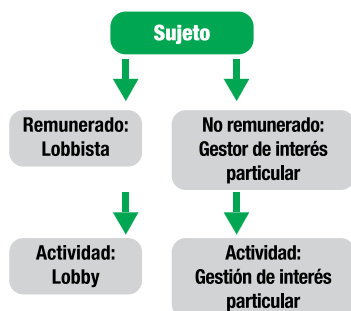 Sujeto
Remunerado:
Lobbista
No remunerado:
Gestor de interés
particular
Actividad:
Lobby
Actividad:
Gestión de interés
particular